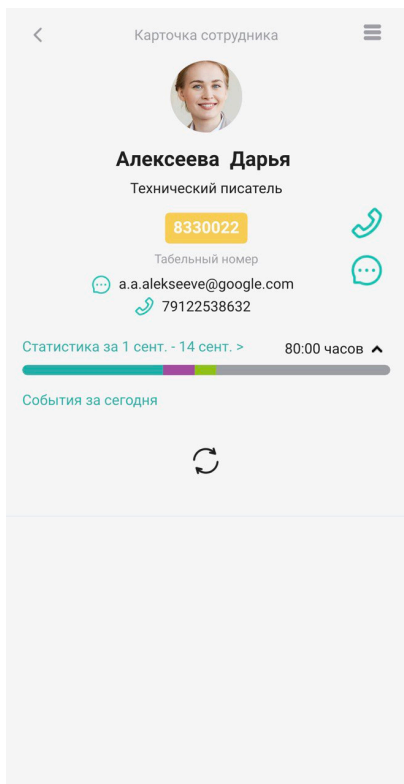 Карточка сотрудника
Алексеева Дарья
Технический писатель
8330022
Табельный номер
a.a.alekseeve@google.com
79122538632
Статистика за 1 сент. - 14 сент. > 80:00 часов
События за сегодня